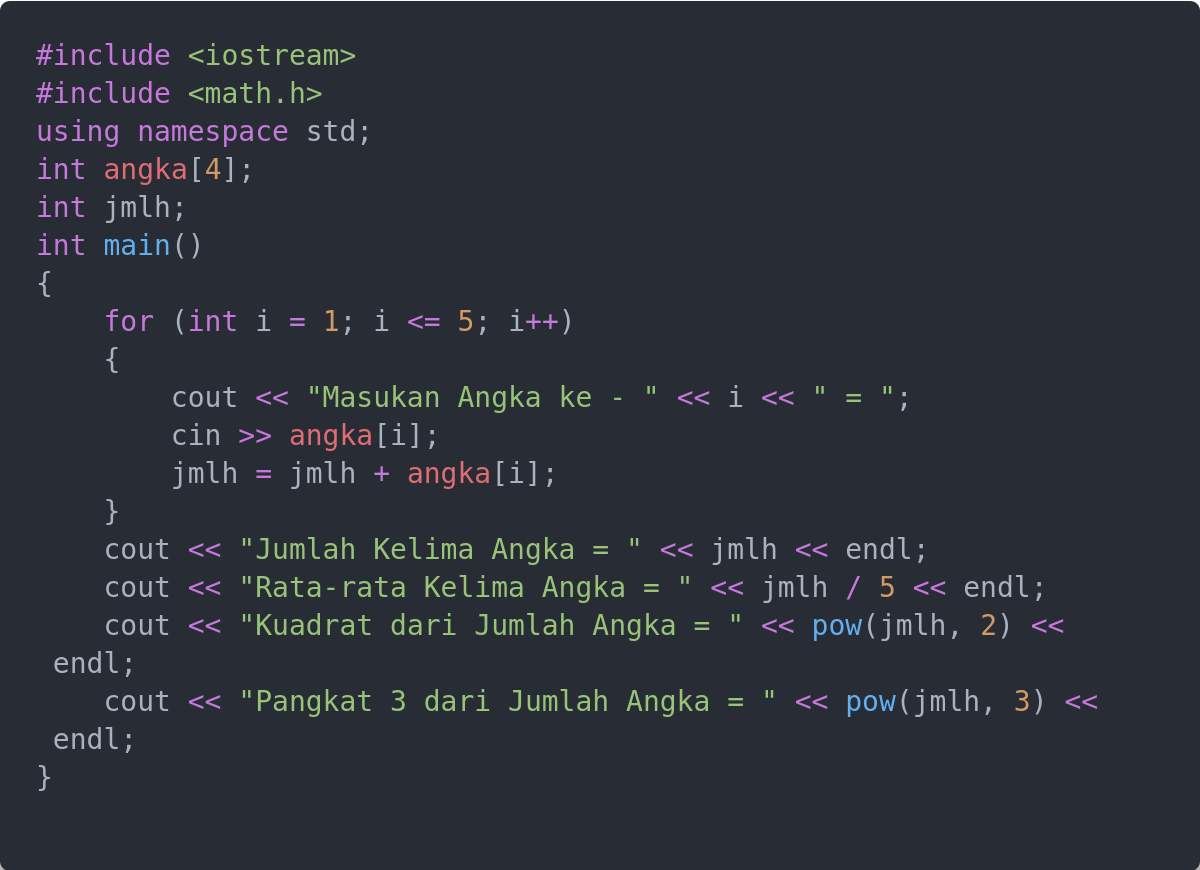 #include <iostream>
#include <math.h>
using namespace std;
int angka[4];
int jmlh;
int main()
{
    for (int i = 1; i <= 5; i++)
    {
        cout << "Masukan Angka ke - " << i << " = ";
        cin >> angka[i];
        jmlh = jmlh + angka[i];
    }
    cout << "Jumlah Kelima Angka = " << jmlh << endl;
    cout << "Rata-rata Kelima Angka = " << jmlh / 5 << endl;
    cout << "Kuadrat dari Jumlah Angka = " << pow(jmlh, 2) <<
 endl;
    cout << "Pangkat 3 dari Jumlah Angka = " << pow(jmlh, 3) <<
 endl;
}